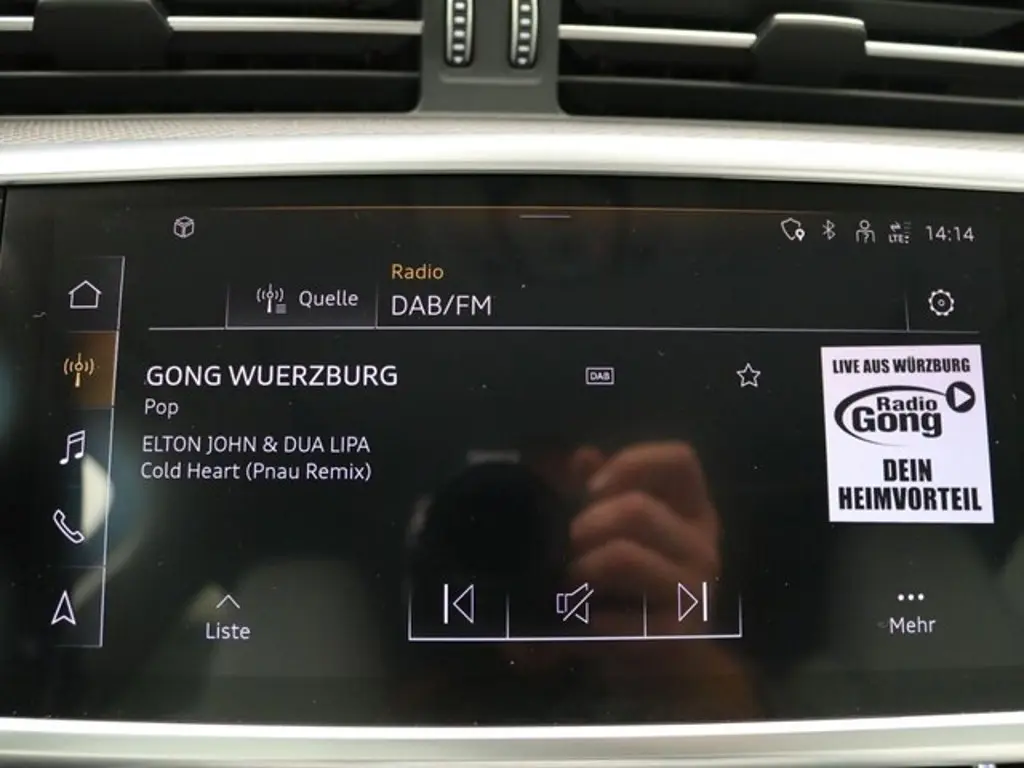 LTE
14:14
Radio
Quelle
DAB/FM
GONG WUERZBURG
DAB
Pop
ELTON JOHN & DUA LIPA
Cold Heart (Pnau Remix)
LIVE AUS WÜRZBURG
Radio
Gong
DEIN
HEIMVORTEIL
Liste
Mehr